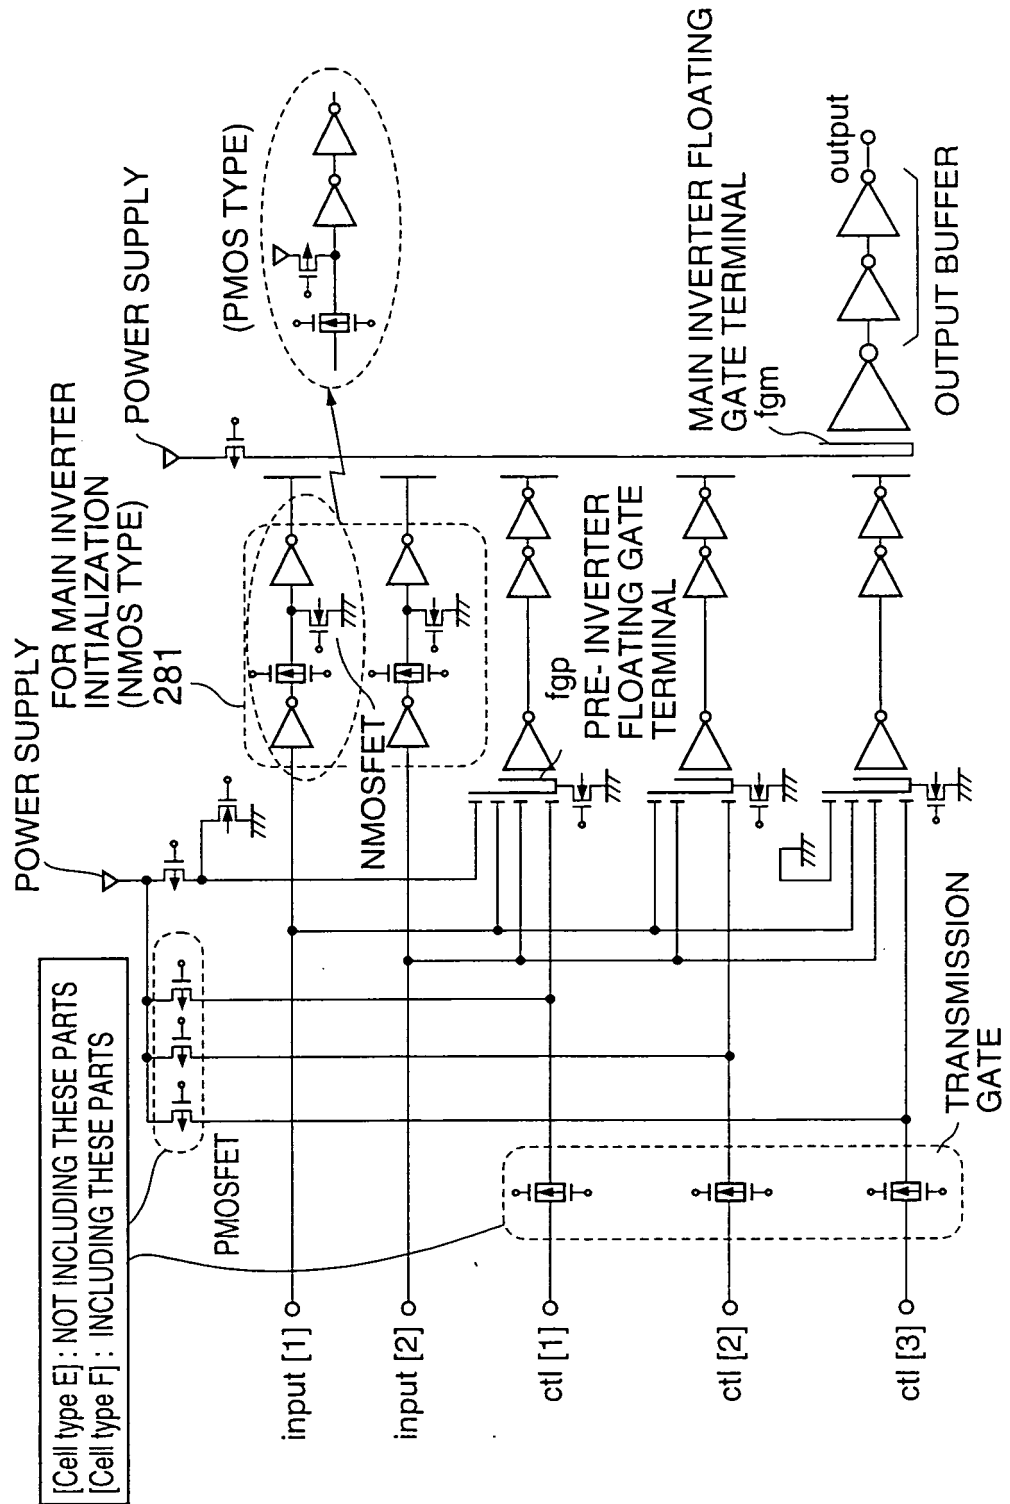 [Cell type E] : NOT INCLUDING THESE PARTS
[Cell type F] : INCLUDING THESE PARTS
POWER SUPPLY
FOR MAIN INVERTER
INITIALIZATION
(NMOS TYPE)
281
POWER SUPPLY
(PMOS TYPE)
PMOSFET
NMOSFET
input [1]
input [2]
ctl [1]
ctl [2]
ctl [3]
fgp
PRE- INVERTER
FLOATING GATE
TERMINAL
MAIN INVERTER FLOATING
GATE TERMINAL
fgm
output
OUTPUT BUFFER
TRANSMISSION
GATE